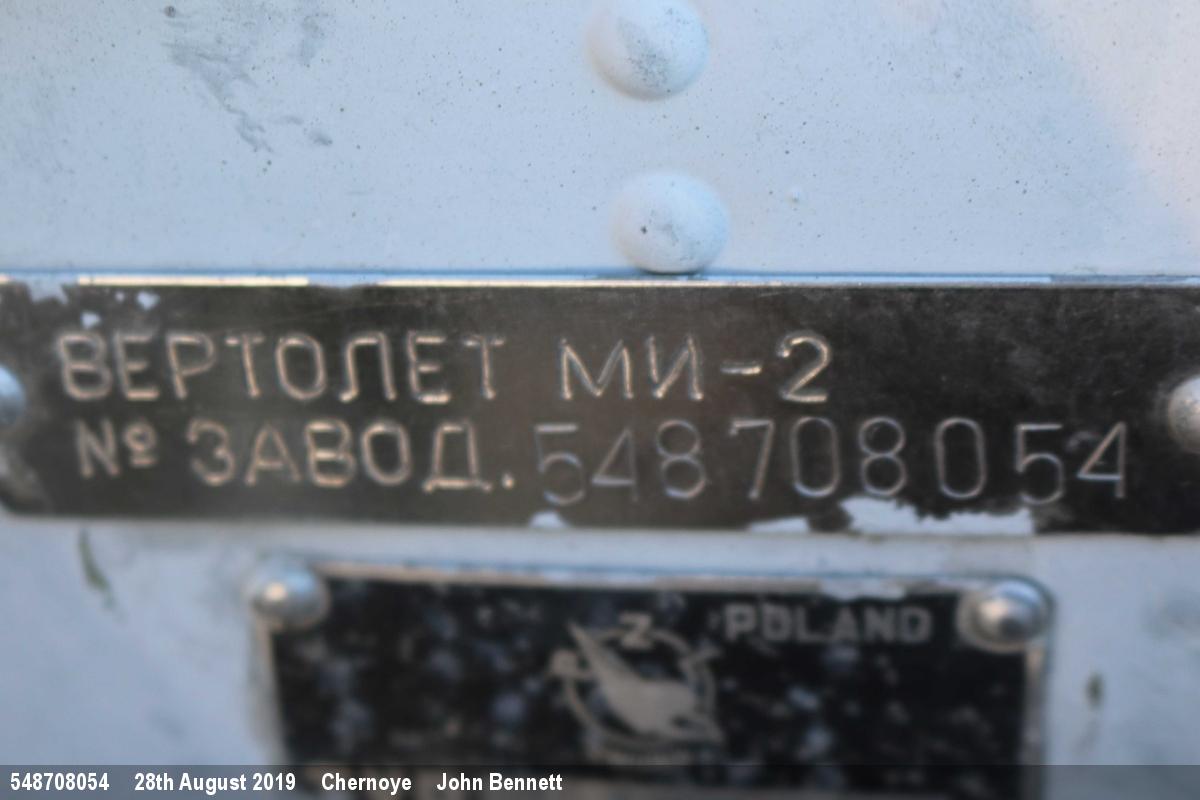 ВЕРТОЛЕТ МИ-2
№ ЗАВОД. 548708054
POLAND
548708054 28th August 2019 Chernoye John Bennett